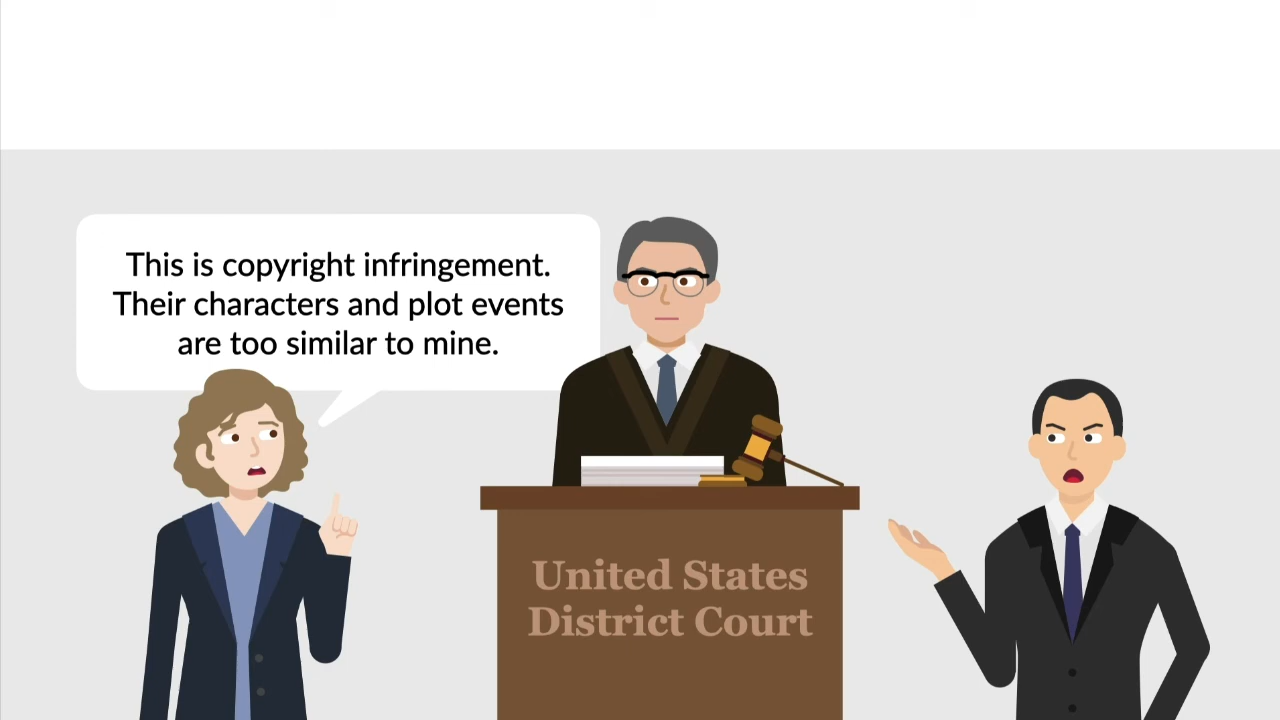 This is copyright infringement.
Their characters and plot events
are too similar to mine.
United States
District Court